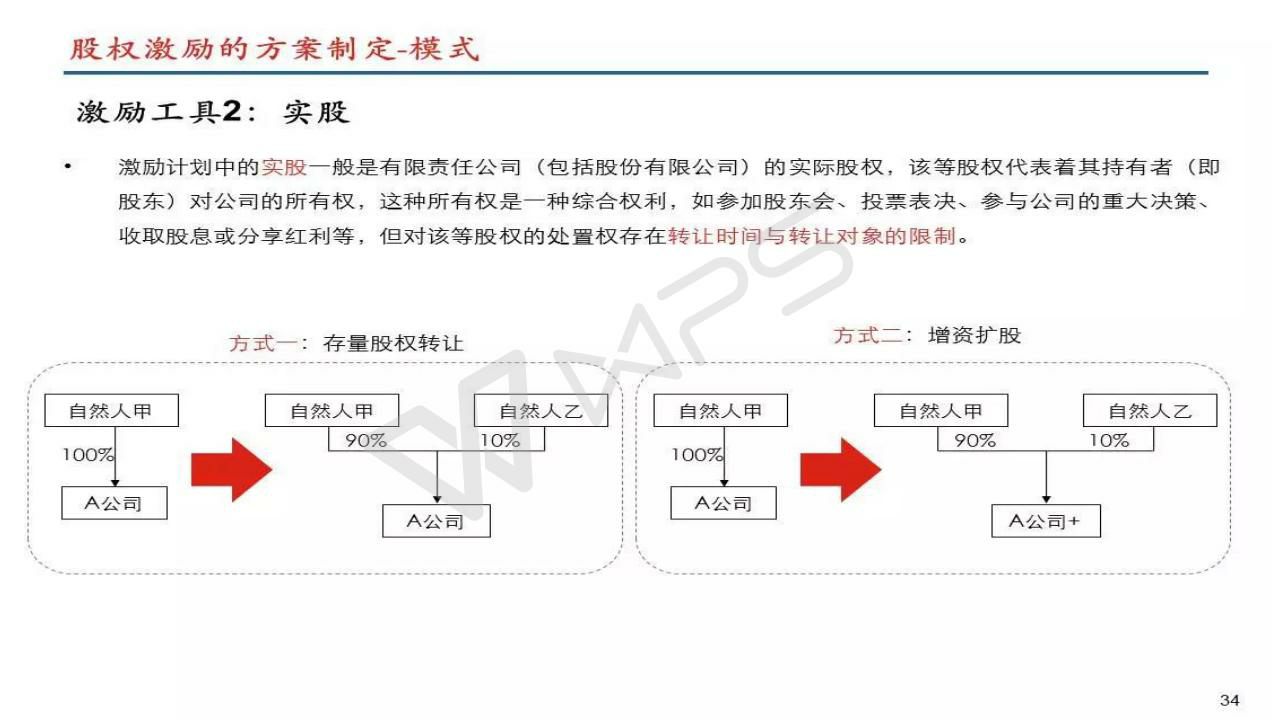 股权激励的方案制定-模式
激励工具2：实股
• 激励计划中的实股一般是有限责任公司（包括股份有限公司）的实际股权，该等股权代表着其持有者（即
股东）对公司的所有权，这种所有权是一种综合权利，如参加股东会、投票表决、参与公司的重大决策、
收取股息或分享红利等，但对该等股权的处置权存在转让时间与转让对象的限制。
方式一：存量股权转让
自然人甲
100%
A公司
自然人甲
自然人乙
90%
10%
A公司
方式二：增资扩股
自然人甲
100%
A公司
自然人甲
自然人乙
90%
10%
A公司+
WPS
34